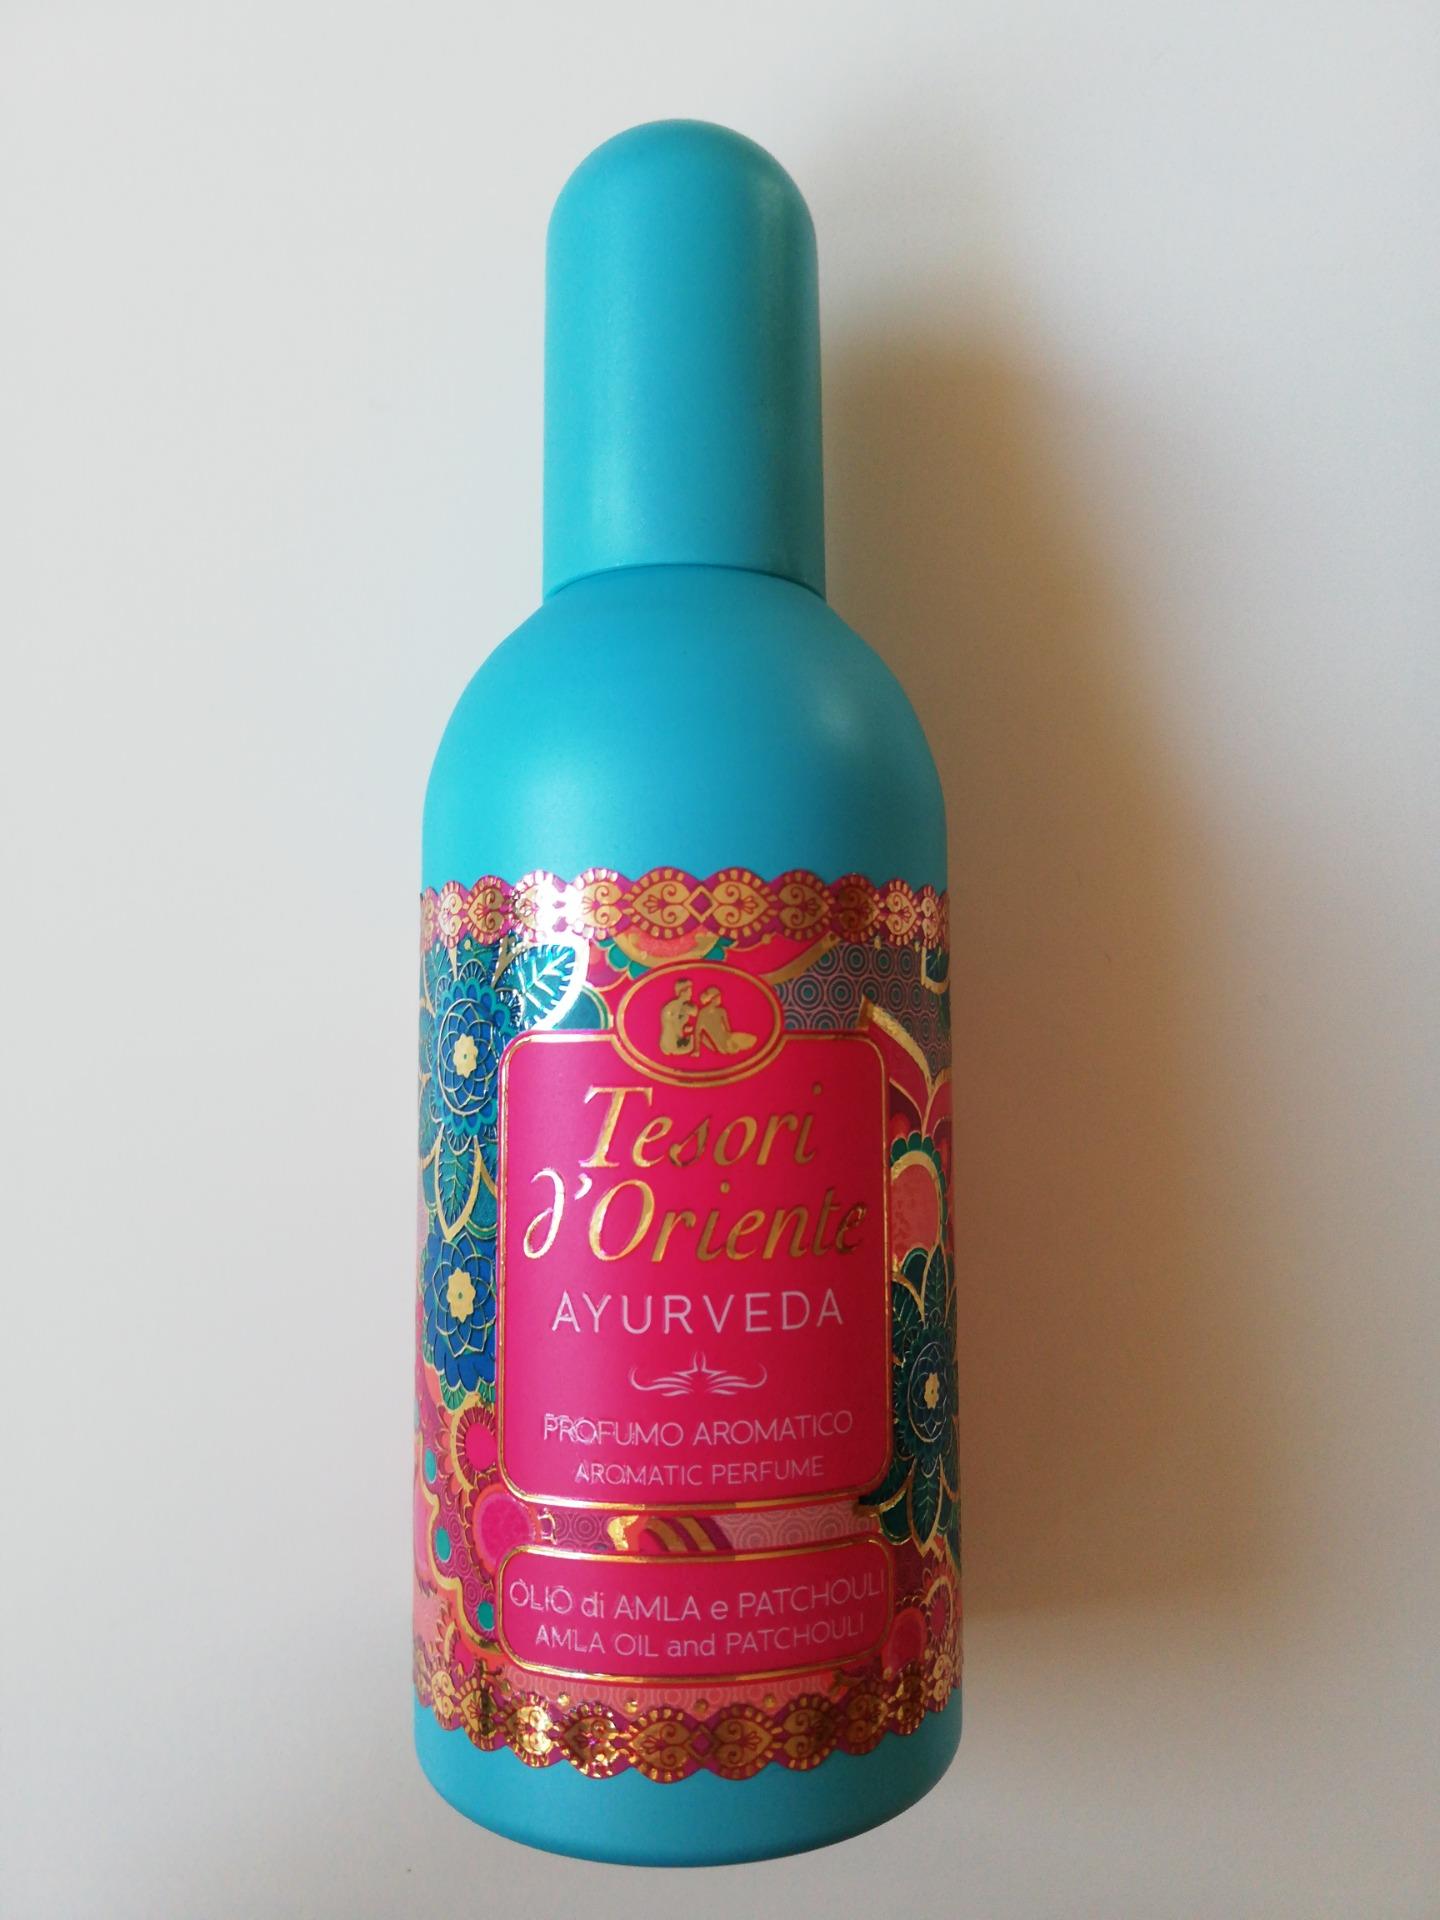 Tesori
d'Oriente
AYURVEDA
PROFUMO AROMATICO
AROMATIC PERFUME
OLIO di AMLA e PATCHOULI
AMLA OIL and PATCHOULI